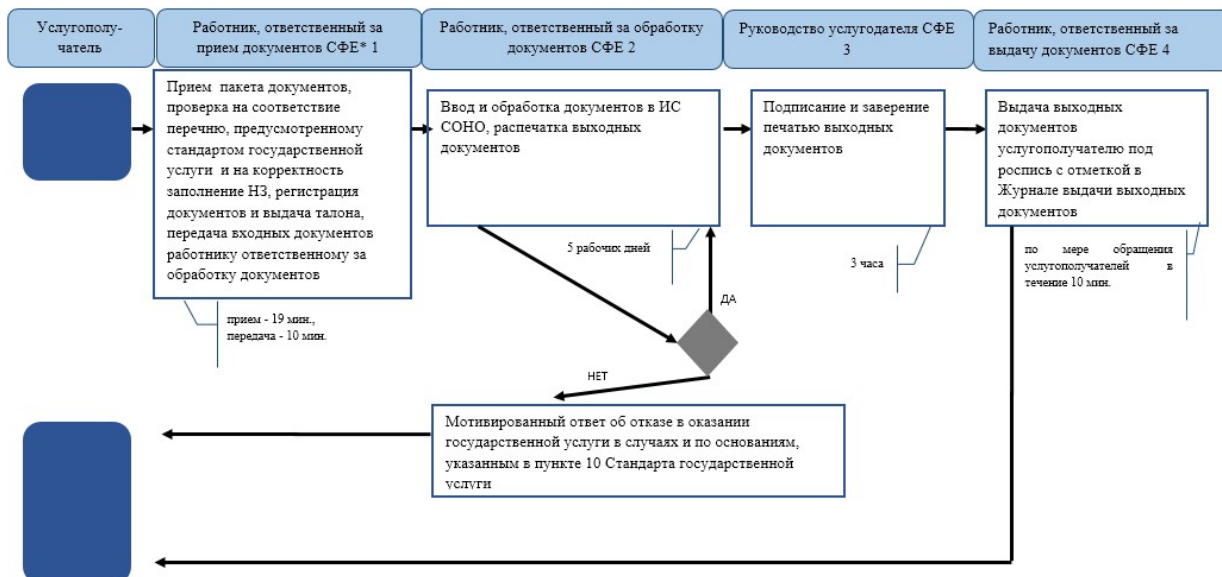 Услугополу-
чатель
Работник, ответственный за
прием документов СФЕ* 1
Работник, ответственный за обработку
документов СФЕ 2
Руководство услугодателя СФЕ
3
Работник, ответственный за
выдачу документов СФЕ 4
Прием пакета документов,
проверка на соответствие
перечню, предусмотренному
стандартом государственной
услуги и на корректность
заполнение НЗ, регистрация
документов и выдача талона,
передача входных документов
работнику ответственному за
обработку документов
Ввод и обработка документов в ИС
СОНО, распечатка выходных
документов
Подписание и заверение
печатью выходных
документов
Выдача выходных
документов
услугополучателю под
роспись с отметкой в
Журнале выдачи выходных
документов
5 рабочих дней
3 часа
по мере обращения
услугополучателей в
течение 10 мин.
прием - 19 мин.,
передача - 10 мин.
ДА
НЕТ
Мотивированный ответ об отказе в оказании
государственной услуги в случаях и по основаниям,
указанным в пункте 10 Стандарта государственной
услуги